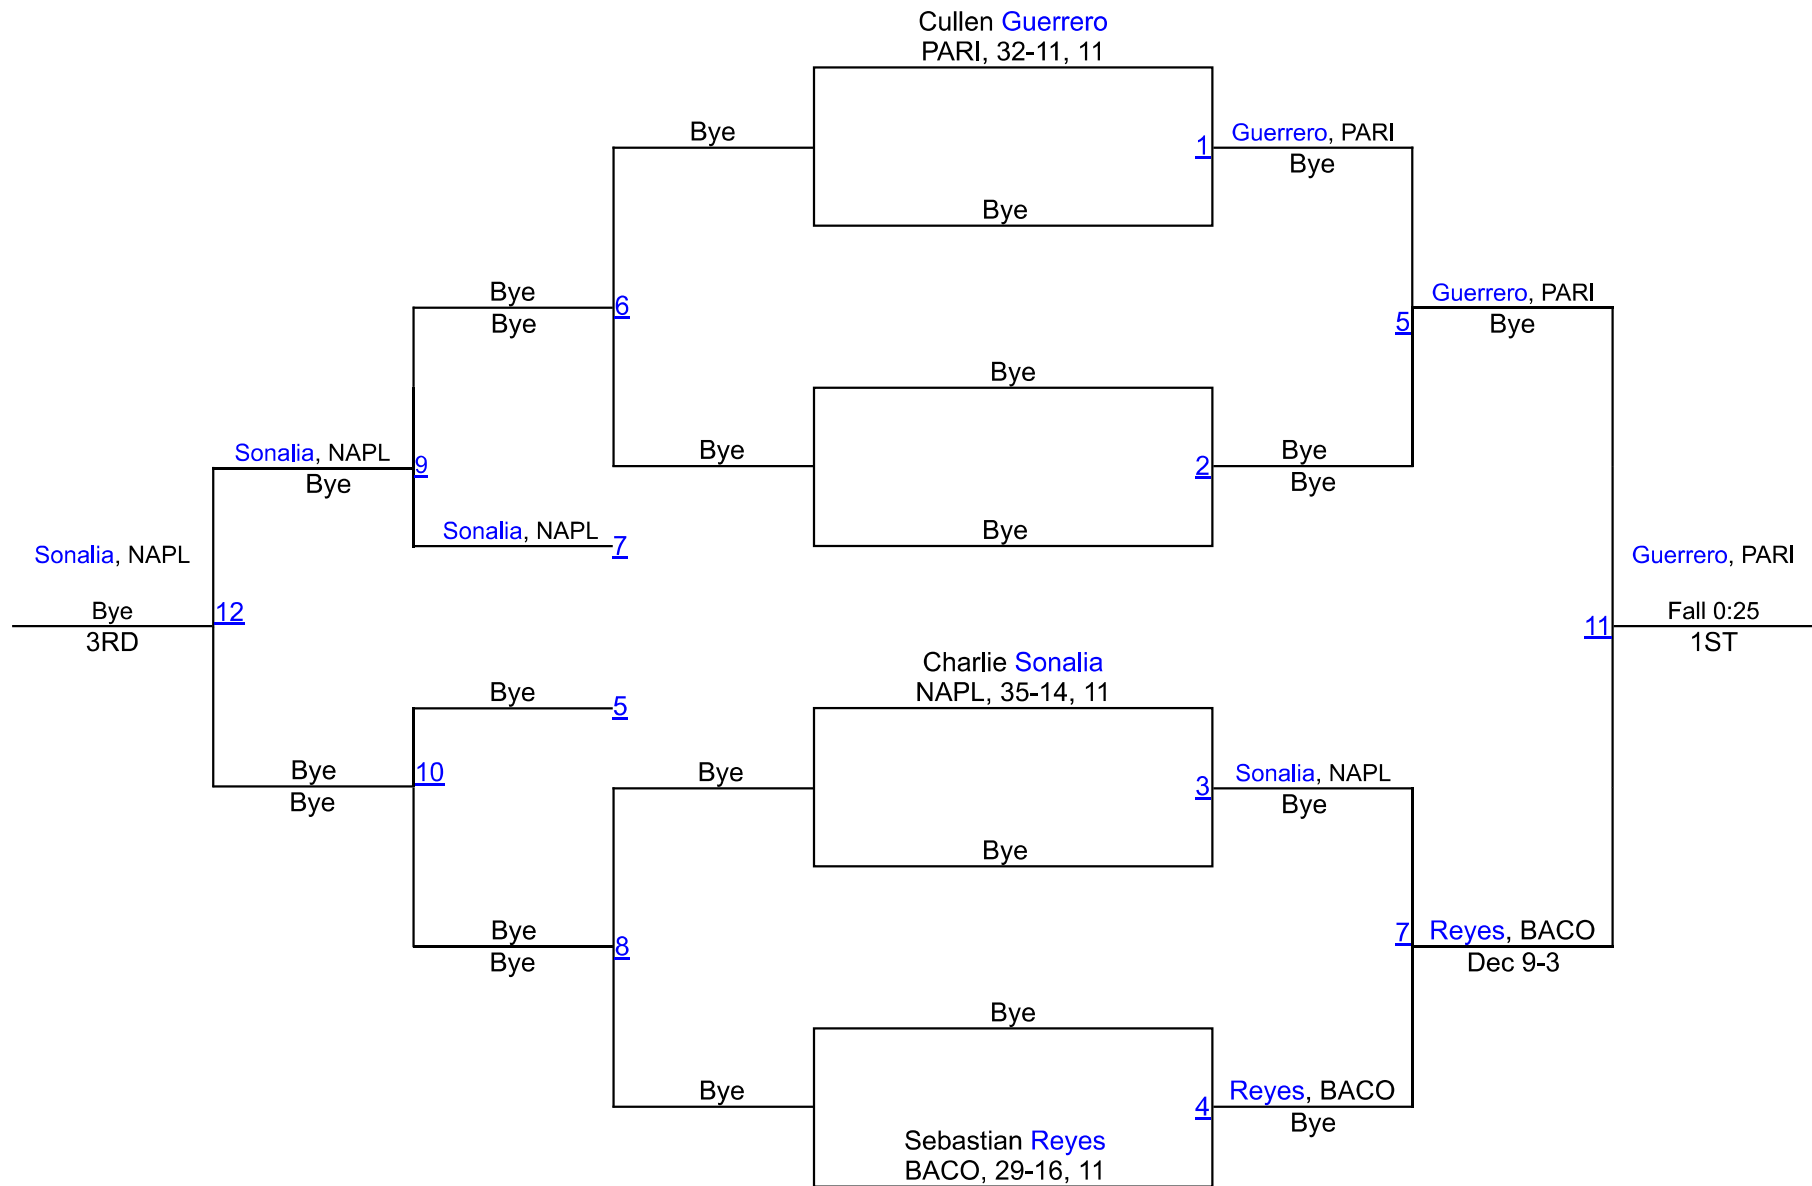 Cullen Guerrero
PARI, 32-11, 11
Bye
1
Guerrero, PARI
Bye
Bye
Bye
Bye
6
Guerrero, PARI
5
Bye
Bye
Sonalia, NAPL
Bye
9
Bye
2
Bye
Bye
Sonalia, NAPL
7
Bye
Sonalia, NAPL
Guerrero, PARI
Bye
12
3RD
11
Fall 0:25
1ST
Charlie Sonalia
NAPL, 35-14, 11
Bye
5
Bye
Bye
10
Bye
3
Sonalia, NAPL
Bye
Bye
Bye
Bye
8
7
Reyes, BACO
Dec 9-3
Bye
Bye
4
Reyes, BACO
Bye
Sebastian Reyes
BACO, 29-16, 11